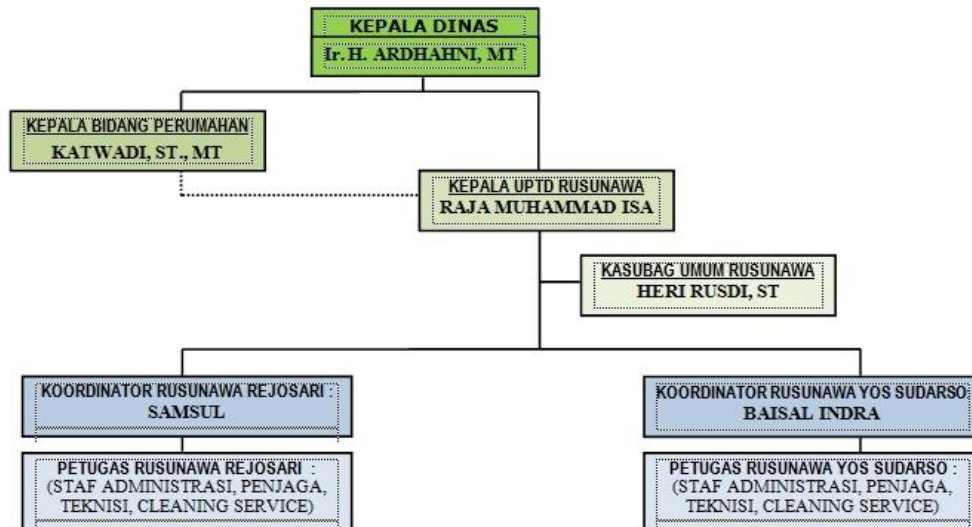 KEPALA DINAS
Ir. H. ARDHAHNI, MT
KEPALA BIDANG PERUMAHAN
KATWADI, ST., MT
KEPALA UPTD RUSUNAWA
RAJA MUHAMMAD ISA
KASUBAG UMUM RUSUNAWA
HERI RUSDI, ST
KOORDINATOR RUSUNAWA REJOSARI :
SAMSUL
KOORDINATOR RUSUNAWA YOS SUDARSO:
BAISAL INDRA
PETUGAS RUSUNAWA REJOSARI :
(STAF ADMINISTRASI, PENJAGA,
TEKNISI, CLEANING SERVICE)
PETUGAS RUSUNAWA YOS SUDARSO :
(STAF ADMINISTRASI, PENJAGA,
TEKNISI, CLEANING SERVICE)